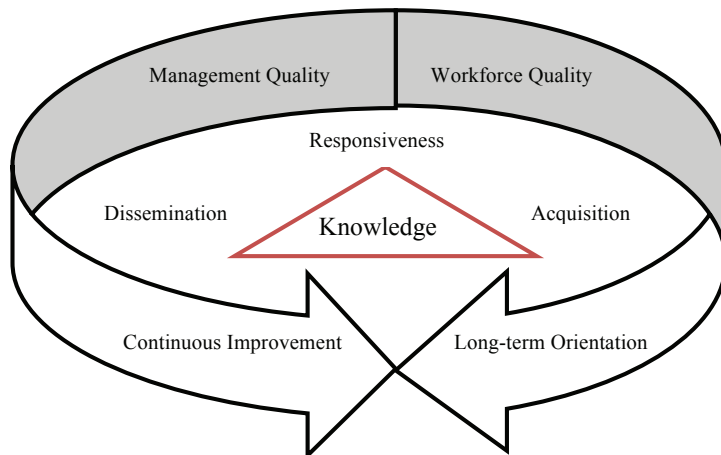 Management Quality
Workforce Quality
Responsiveness
Dissemination
Acquisition
Knowledge
Continuous Improvement
Long-term Orientation